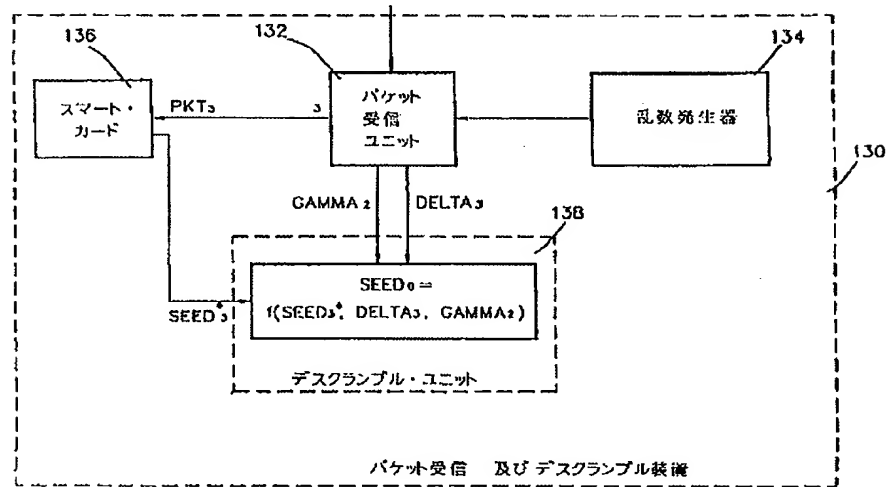 136
132
134
スマート・
カード
PKT₃
3
パケット
受信
ユニット
乱数発生器
130
GAMMA₂
DELTA₃
138
SEED₀=
f(SEED₃*, DELTA₃, GAMMA₂)
SEED*₃
デスクランブル・ユニット
パケット受信 及びデスクランブル装術